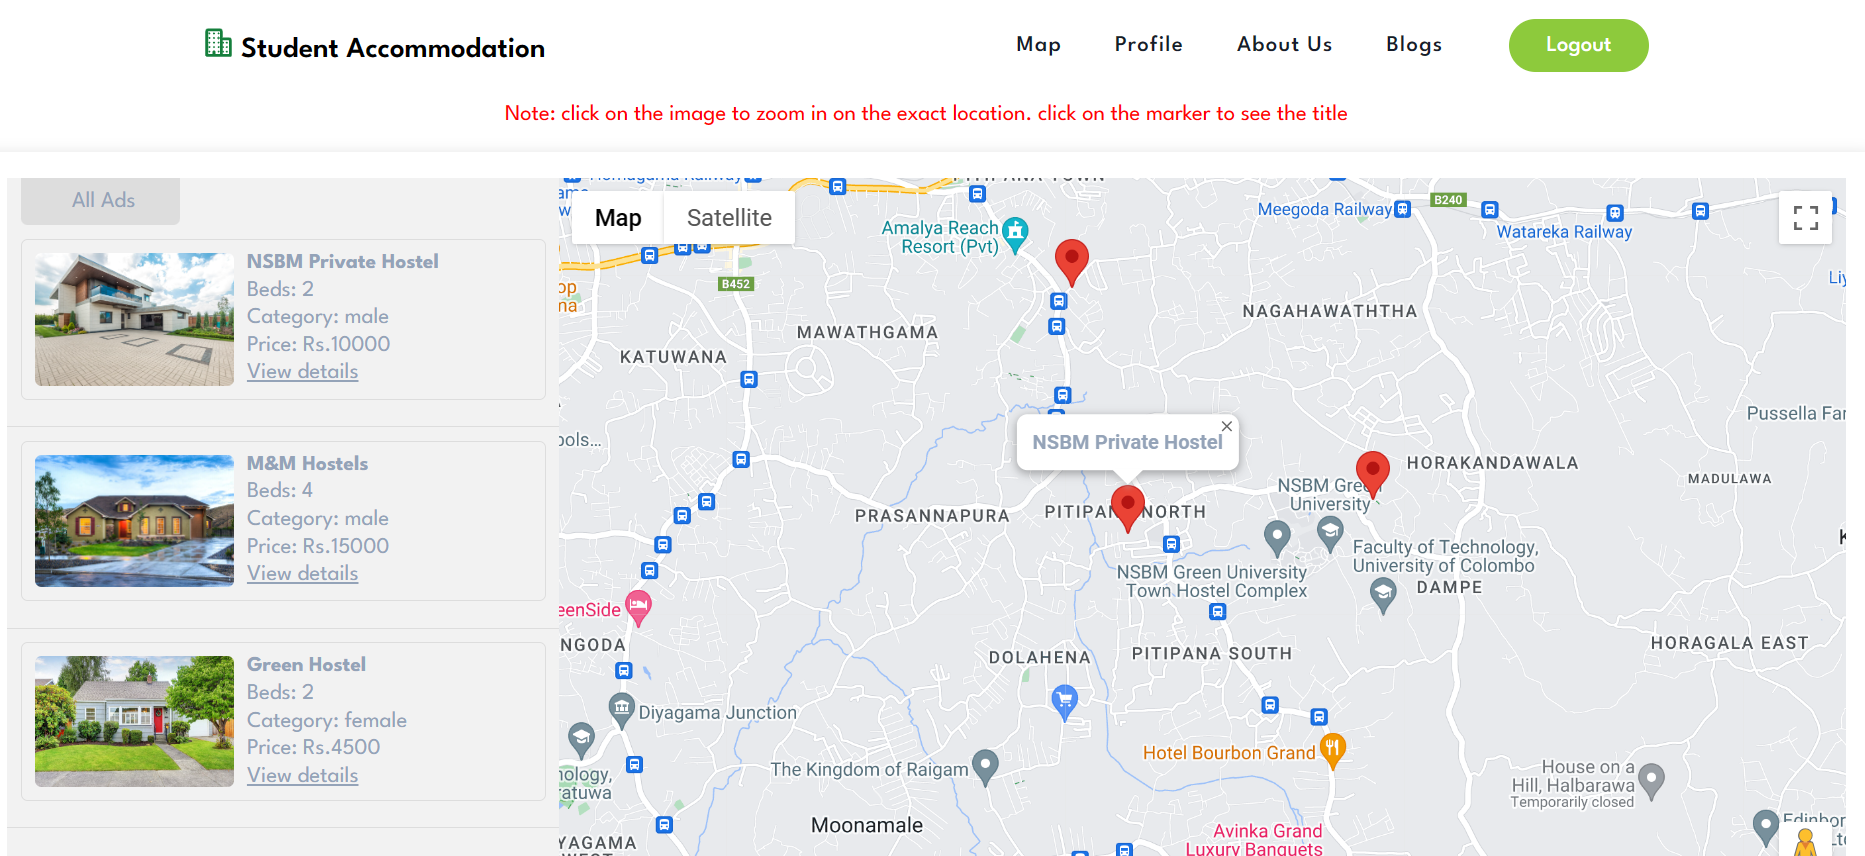 Student Accommodation
Map
Profile
About Us
Blogs
Logout
Note: click on the image to zoom in on the exact location. click on the marker to see the title
All Ads
NSBM Private Hostel
Beds: 2
Category: male
Price: Rs.10000
View details
M&M Hostels
Beds: 4
Category: male
Price: Rs.15000
View details
Green Hostel
Beds: 2
Category: female
Price: Rs.4500
View details
Map
Satellite
Amalya Reach
Resort (Pvt)
Meegoda Railway
B240
Watareka Railway
B452
NAGAHAWATHTHA
MAWATHGAMA
KATUWANA
Pussella Far
NSBM Private Hostel
HORAKANDAWALA
MADULAWA
NSBM Gree
University
PRASANNAPURA
PITIPANA NORTH
Faculty of Technology,
University of Colombo
DAMPE
NSBM Green University
Town Hostel Complex
eenSide
NGODA
DOLAHENA
PITIPANA SOUTH
HORAGALA EAST
Diyagama Junction
Hotel Bourbon Grand
The Kingdom of Raigam
nology,
ratuwa
House on a
Hill, Halbarawa
Temporarily closed
Moonamale
Avinka Grand
Luxury Banquets
YAGAMA
Edinbor